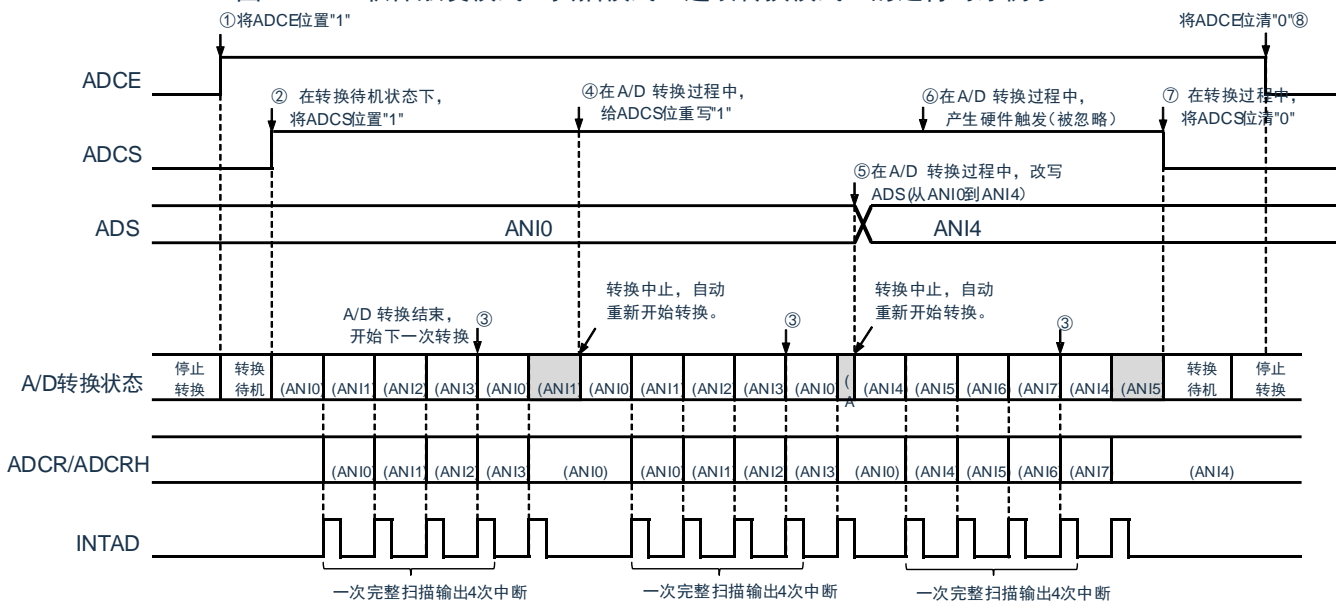 ①将ADCE位置"1"
将ADCE位清"0"⑧
ADCE
② 在转换待机状态下，
将ADCS位置"1"
④在A/D 转换过程中，
给ADCS位重写"1"
⑥在A/D 转换过程中，
产生硬件触发(被忽略)
⑦ 在转换过程中，
将ADCS位清"0"
ADCS
⑤在A/D 转换过程中，改写
ADS(从ANI0到ANI4)
ADS
ANI0
ANI4
A/D 转换结束，
开始下一次转换
③
转换中止，自动
重新开始转换。
③
转换中止，自动
重新开始转换。
③
A/D转换状态
停止
转换
转换
待机
(ANI0) (ANI1) (ANI2) (ANI3) (ANI0) (ANI1) (ANI0) (ANI1) (ANI2) (ANI3) (ANI0) (A (ANI4) (ANI5) (ANI6) (ANI7) (ANI4) (ANI5)
转换
待机
停止
转换
ADCR/ADCRH
(ANI0) (ANI1) (ANI2) (ANI3) (ANI0) (ANI0) (ANI1) (ANI2) (ANI3) (ANI0) (ANI4) (ANI5) (ANI6) (ANI7) (ANI4)
INTAD
一次完整扫描输出4次中断
一次完整扫描输出4次中断
一次完整扫描输出4次中断